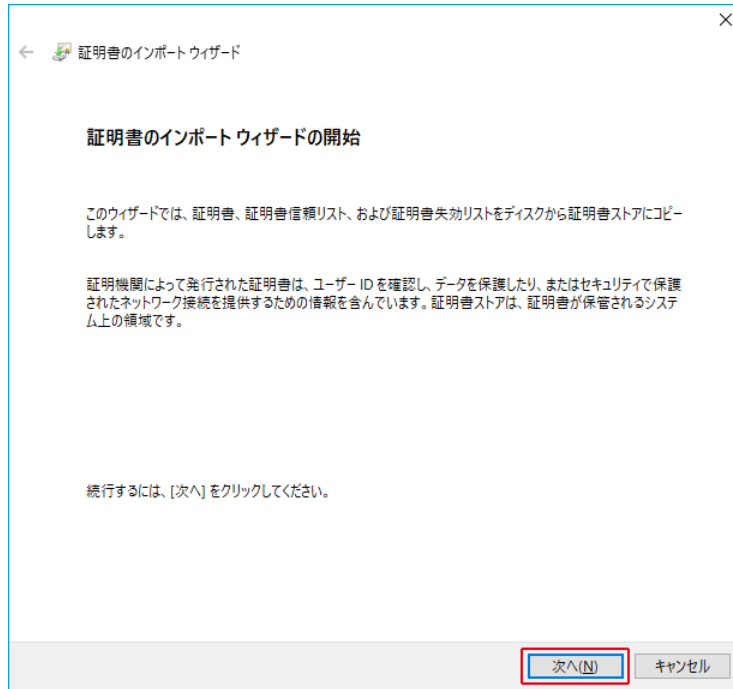 証明書のインポート ウィザード
証明書のインポート ウィザードの開始
このウィザードでは、証明書、証明書信頼リスト、および証明書失効リストをディスクから証明書ストアにコピー
します。
証明機関によって発行された証明書は、ユーザー ID を確認し、データを保護したり、またはセキュリティで保護
されたネットワーク接続を提供するための情報を含んでいます。証明書ストアは、証明書が保管されるシステ
ム上の領域です。
続行するには、[次へ] をクリックしてください。
次へ(N)
キャンセル